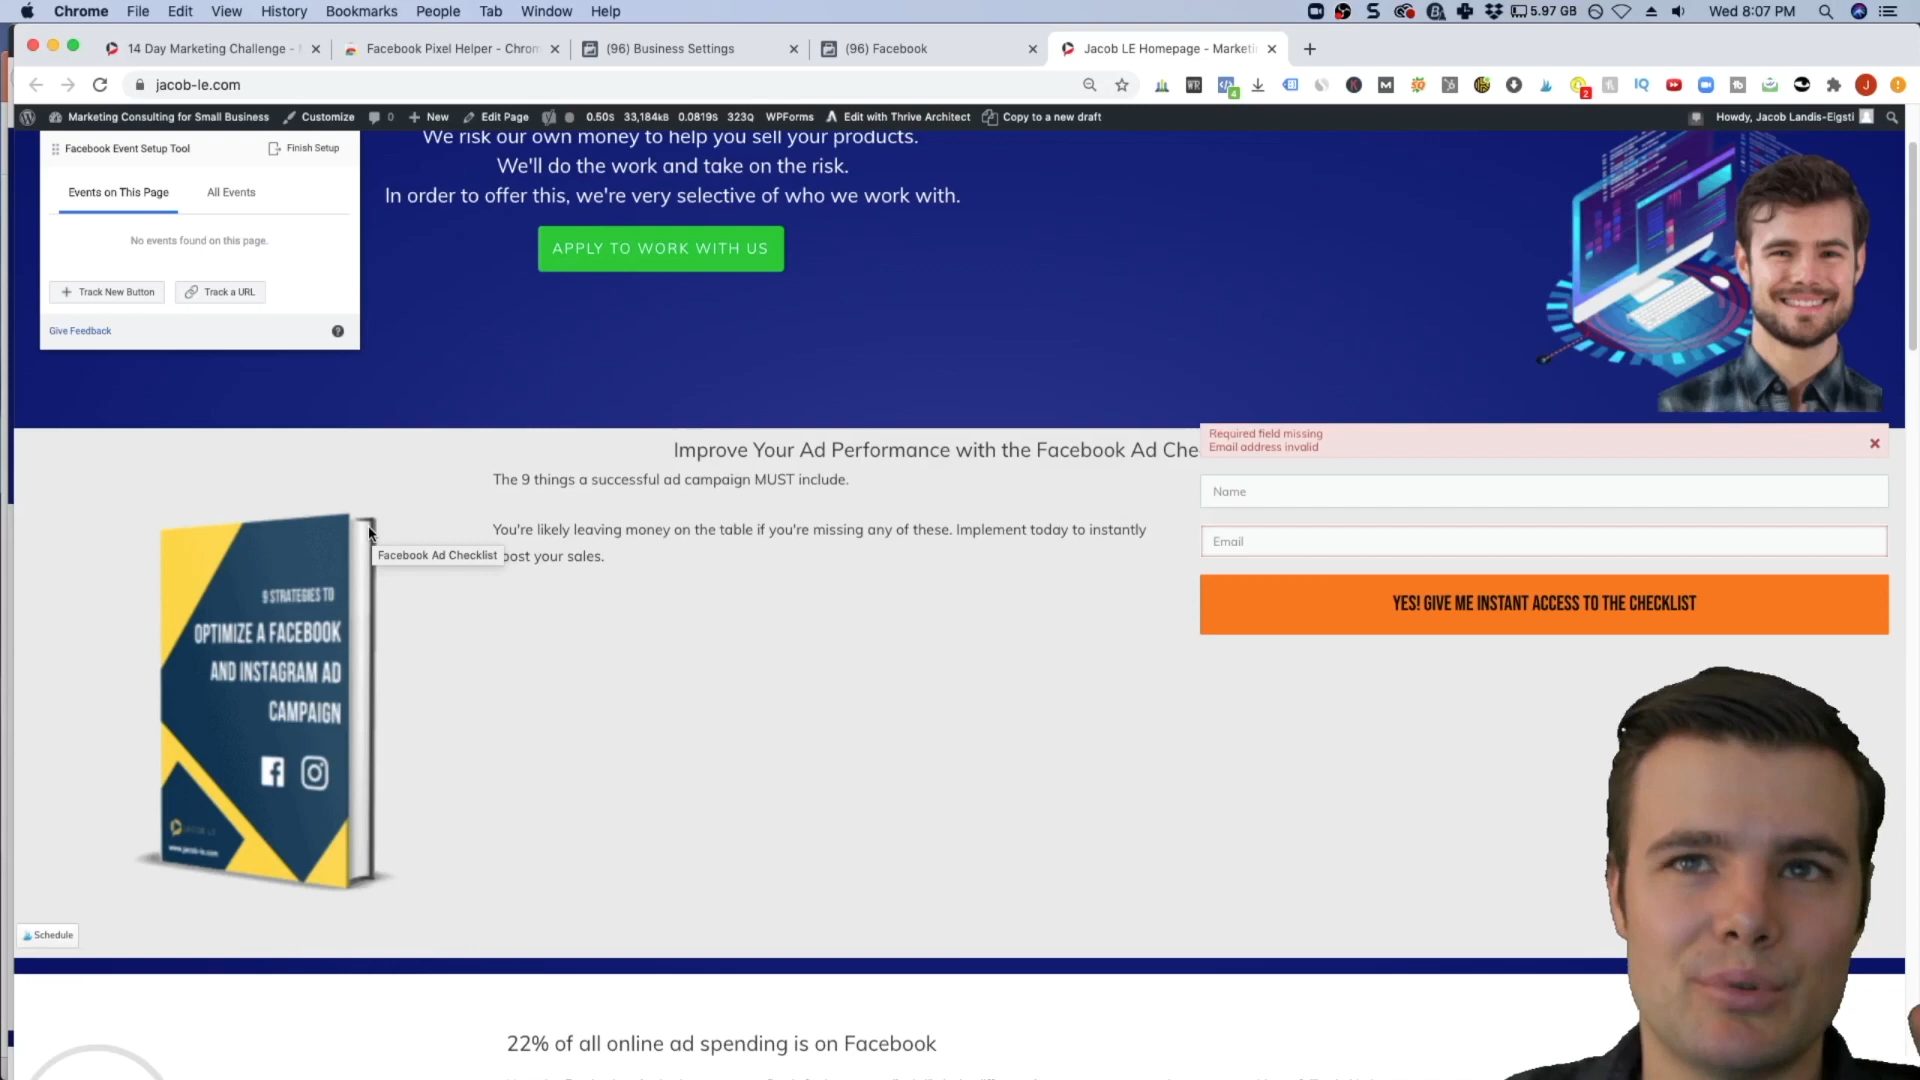 Chrome File Edit View History Bookmarks People Tab Window Help
5.97 GB Wed 8:07 PM
14 Day Marketing Challenge -
Facebook Pixel Helper - Chrom
(96) Business Settings
(96) Facebook
Jacob LE Homepage - Marketi
jacob-le.com
Marketing Consulting for Small Business Customize 0 New Edit Page 0.50S 33,184kB 0.0819S 323Q WPForms Edit with Thrive Architect Copy to a new draft Howdy, Jacob Landis-Eigsti
Facebook Event Setup Tool
Finish Setup
Events on This Page
All Events
No events found on this page.
Track New Button
Track a URL
Give Feedback
We risk our own money to help you sell your products.
We'll do the work and take on the risk.
In order to offer this, we're very selective of who we work with.
APPLY TO WORK WITH US
Improve Your Ad Performance with the Facebook Ad Che
The 9 things a successful ad campaign MUST include.
You're likely leaving money on the table if you're missing any of these. Implement today to instantly
oost your sales.
Facebook Ad Checklist
Required field missing
Email address invalid
Name
Email
YES! GIVE ME INSTANT ACCESS TO THE CHECKLIST
9 STRATEGIES TO
OPTIMIZE A FACEBOOK
AND INSTAGRAM AD
CAMPAIGN
JACOB LE
www.jacob-le.com
Schedule
22% of all online ad spending is on Facebook